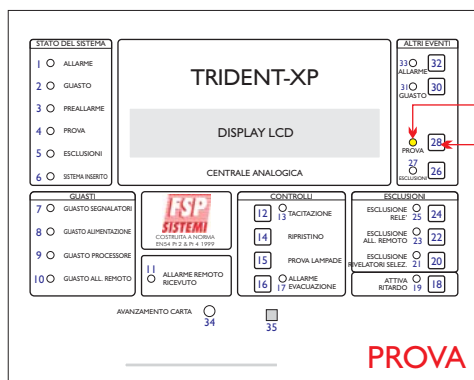 STATO DEL SISTEMA
1 ALLARME
2 GUASTO
3 PREALLARME
4 PROVA
5 ESCLUSIONI
6 SISTEMA INSERITO
TRIDENT-XP
DISPLAY LCD
CENTRALE ANALOGICA
ALTRI EVENTI
33 32
ALLARME
31 30
GUASTO
28
PROVA
27
26
ESCLUSIONI
GUASTI
7 GUASTO SEGNALATORI
8 GUASTO ALIMENTAZIONE
9 GUASTO PROCESSORE
10 GUASTO ALL. REMOTO
FSP
SISTEMI
COSTRUITA A NORMA
EN54 Pt 2 & Pt 4 1999
11 ALLARME REMOTO
RICEVUTO
CONTROLLI
12 13 TACITAZIONE
14 RIPRISTINO
15 PROVA LAMPADE
16 ALLARME
17 EVACUAZIONE
ESCLUSIONI
ESCLUSIONE
RELE' 25 24
ESCLUSIONE
ALL. REMOTO 23 22
ESCLUSIONE
RIVELATORI SELEZ. 21 20
ATTIVA
RITARDO 19 18
AVANZAMENTO CARTA
34
35
PROVA